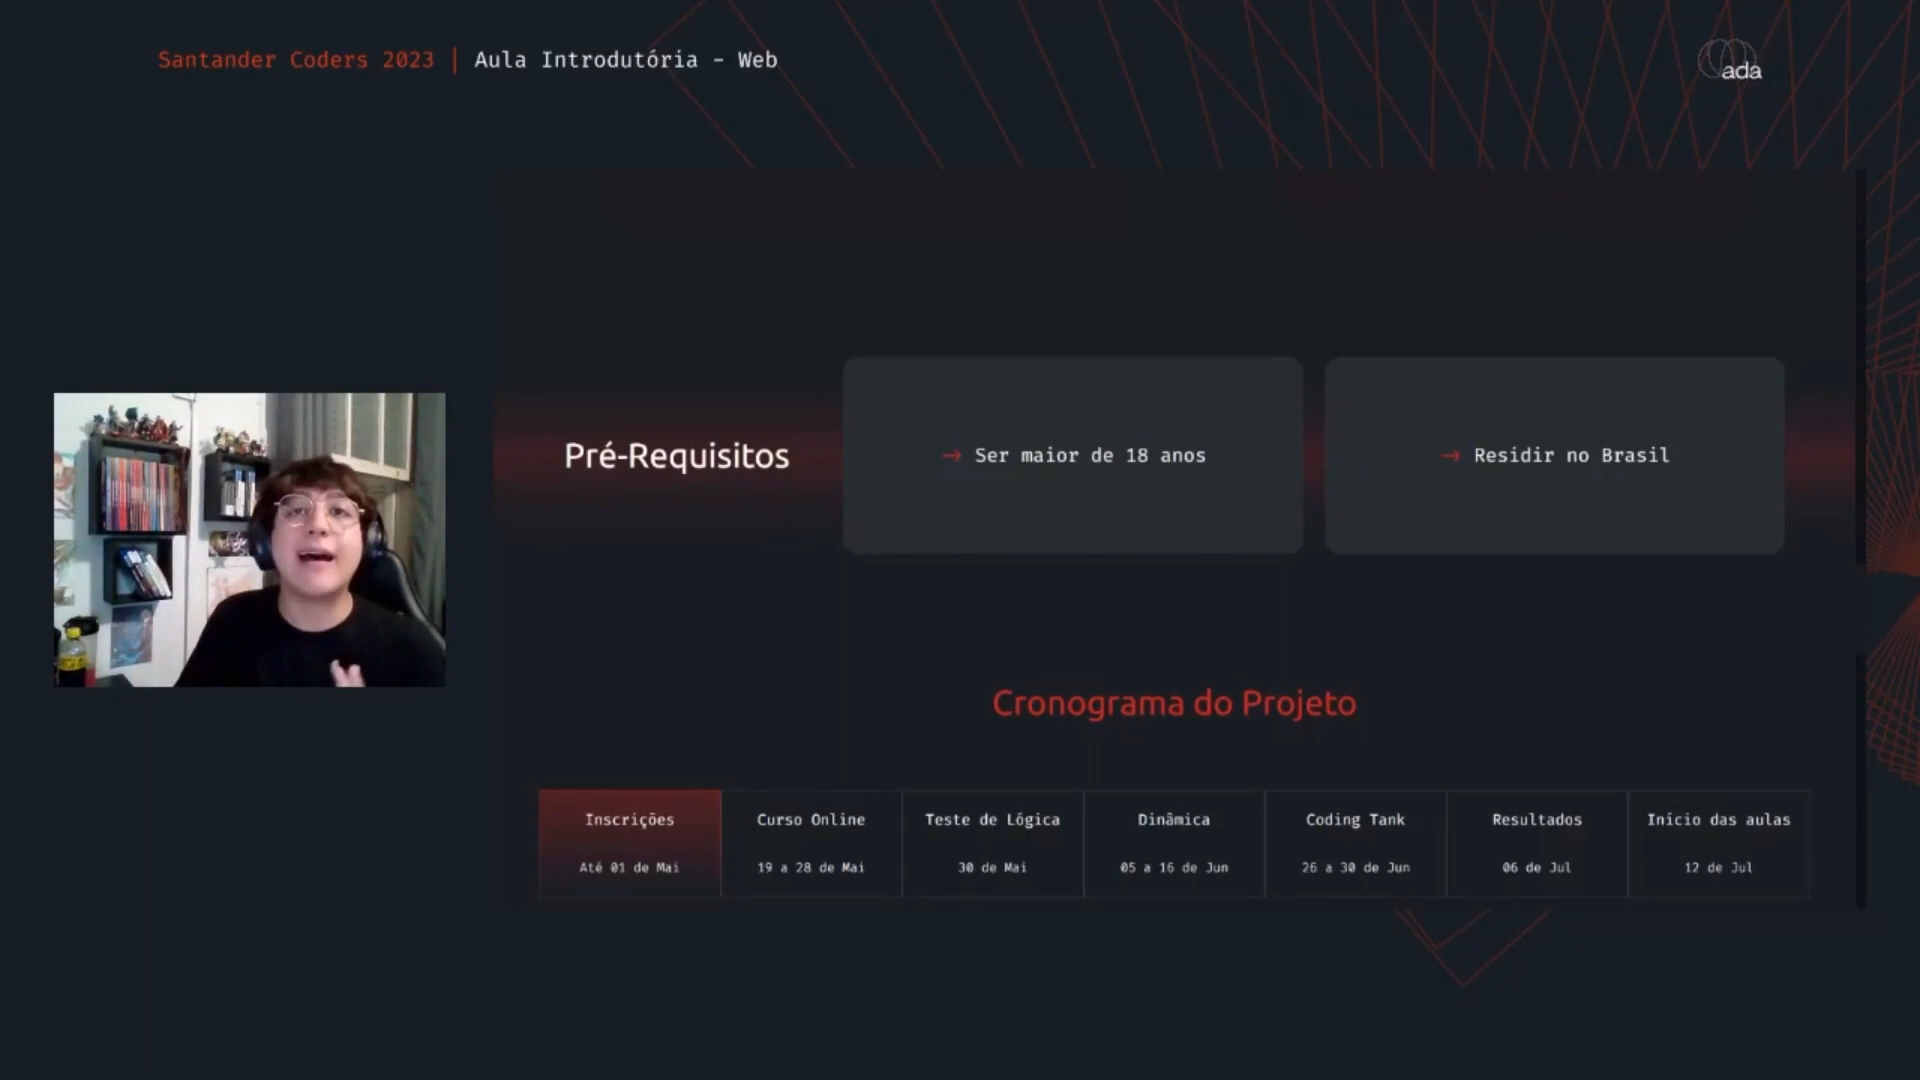 Santander Coders 2023 | Aula Introdutória - Web
ada
Pré-Requisitos
→ Ser maior de 18 anos
→ Residir no Brasil
Cronograma do Projeto
Inscrições
Até 01 de Mai
Curso Online
19 a 28 de Mai
Teste de Lógica
30 de Mai
Dinâmica
05 a 16 de Jun
Coding Tank
26 a 30 de Jun
Resultados
06 de Jul
Início das aulas
12 de Jul